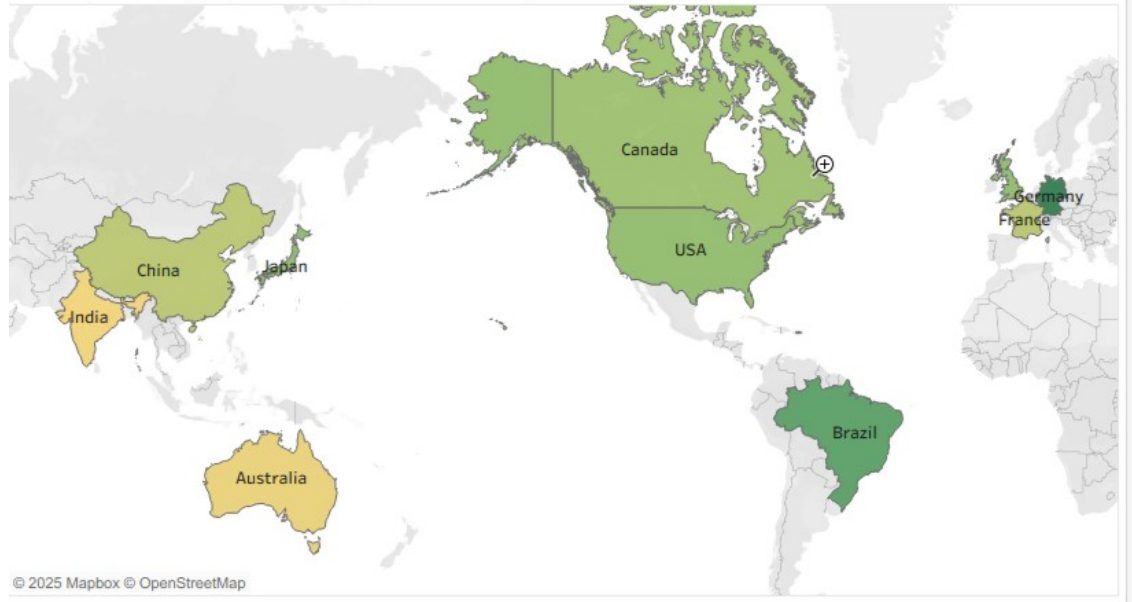 Canada
Germany
France
USA
China
Japan
India
Brazil
Australia
© 2025 Mapbox © OpenStreetMap